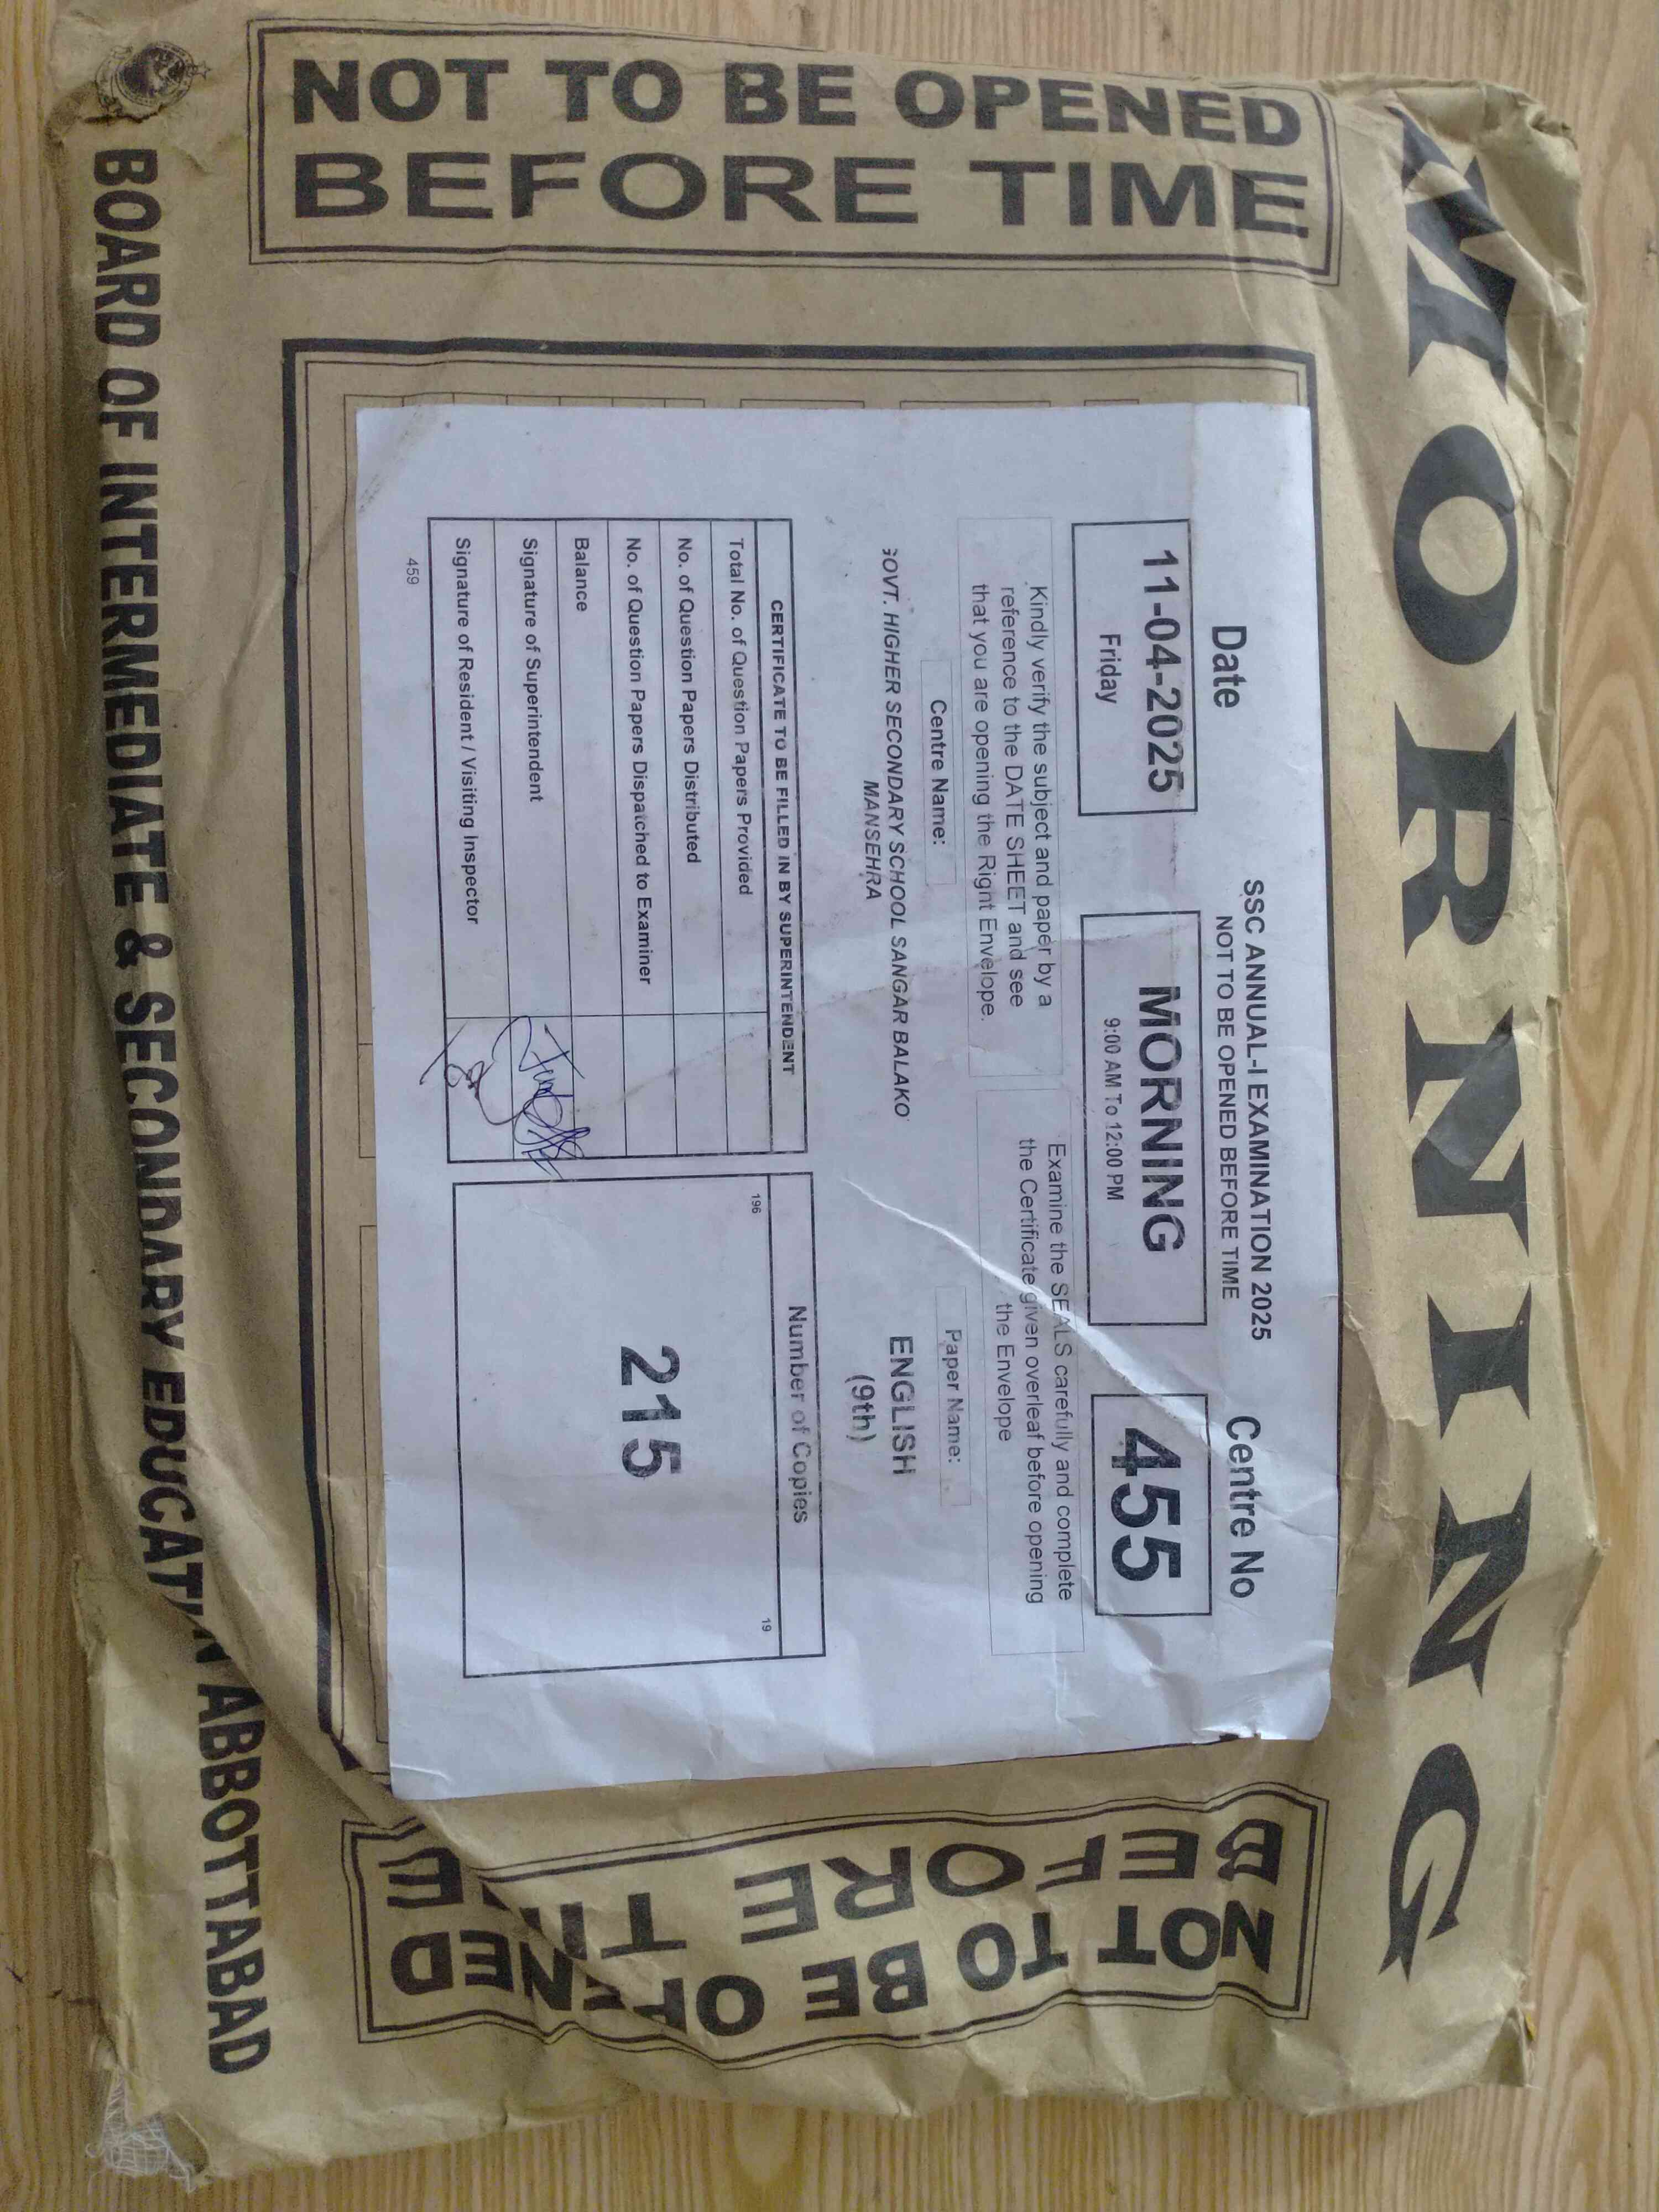 NOT TO BE OPENED
BEFORE TIME
MORNING
Date
SSC ANNUAL-I EXAMINATION 2025
NOT TO BE OPENED BEFORE TIME
Centre No
11-04-2025
Friday
MORNING
9:00 AM To 12:00 PM
455
Kindly verify the subject and paper by a
reference to the DATE SHEET and see
that you are opening the Right Envelope.
Examine the SEALS carefully and complete
the Certificate given overleaf before opening
the Envelope
Centre Name:
GOVT. HIGHER SECONDARY SCHOOL SANGAR BALAKO
MANSEHRA
Paper Name:
ENGLISH
(9th)
CERTIFICATE TO BE FILLED IN BY SUPERINTENDENT
Total No. of Question Papers Provided
No. of Question Papers Distributed
No. of Question Papers Dispatched to Examiner
Balance
Signature of Superintendent
Signature of Resident / Visiting Inspector
459
Number of Copies
196
19
215
BOARD OF INTERMEDIATE & SECONDARY EDUCATION ABBOTTABAD
NOT TO BE OPENED
BEFORE TIME